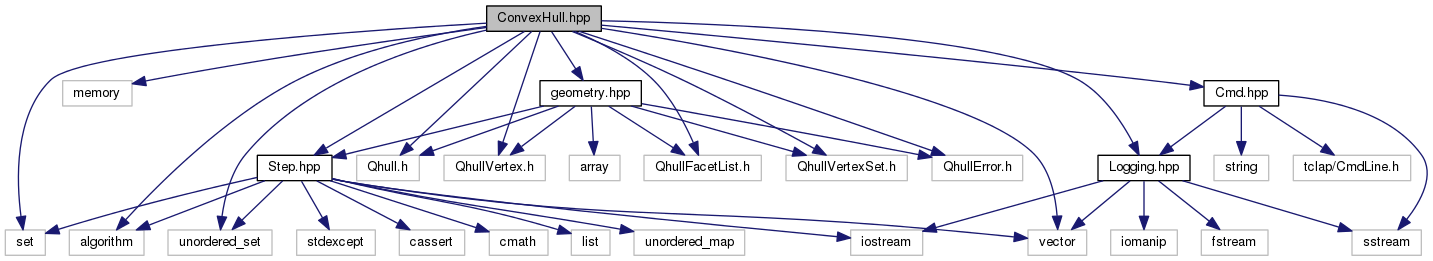 ConvexHull.hpp
memory
geometry.hpp
Cmd.hpp
Step.hpp
Qhull.h
QhullVertex.h
array
QhullFacetList.h
QhullVertexSet.h
QhullError.h
Logging.hpp
string
tclap/CmdLine.h
set
algorithm
unordered_set
stdexcept
cassert
cmath
list
unordered_map
iostream
vector
iomanip
fstream
sstream